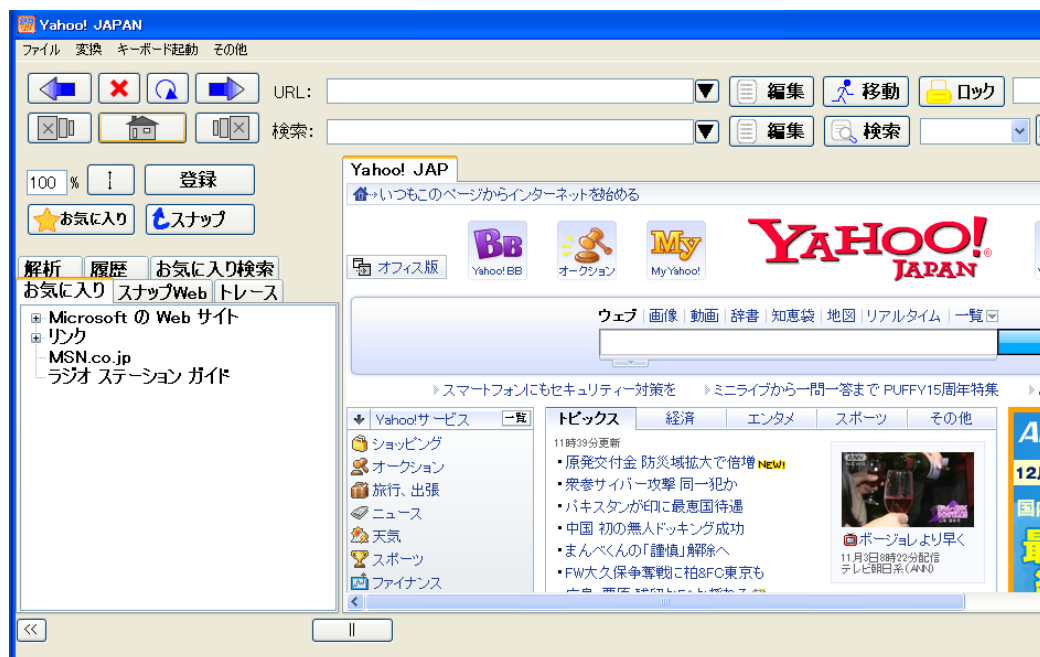 Yahoo! JAPAN
ファイル 変換 キーボード起動 その他
URL: 編集 移動 ロック
検索: 編集 検索
100 % 登録
お気に入り スナップ
解析 履歴 お気に入り検索
お気に入り スナップWeb トレース
Microsoft の Web サイト
リンク
MSN.co.jp
ラジオ ステーション ガイド
Yahoo! JAP
いつもこのページからインターネットを始める
オフィス版
BB
Yahoo! BB
オークション
My
My Yahoo!
YAHOO!
JAPAN
ウェブ 画像 動画 辞書 知恵袋 地図 リアルタイム 一覧
スマートフォンにもセキュリティー対策を ミニライブから一問一答まで PUFFY15周年特集
Yahoo!サービス 一覧
ショッピング
オークション
旅行、出張
ニュース
天気
スポーツ
ファイナンス
トピックス 経済 エンタメ スポーツ その他
11時39分更新
・原発交付金 防災域拡大で倍増 NEW!
・衆参サイバー攻撃 同一犯か
・パキスタンが印に最恵国待遇
・中国 初の無人ドッキング成功
・まんべくんの「謹慎」解除へ
・FW大久保争奪戦に柏&FC東京も
ANN
NEWS
ボージョレより早く
11月3日8時22分配信
テレビ朝日系(ANN)
12
国
<<
||